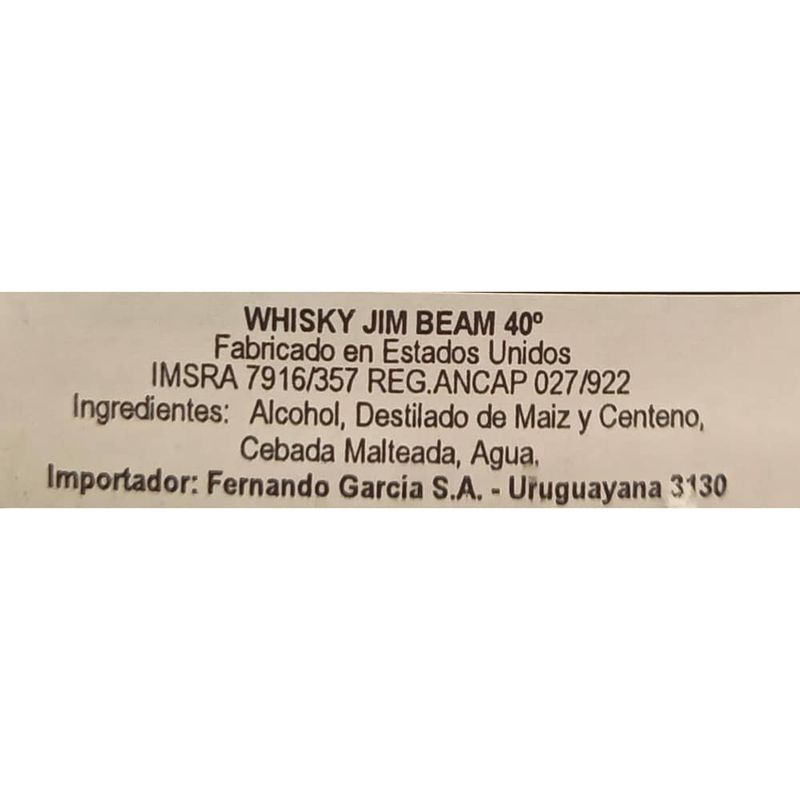 WHISKY JIM BEAM 40º
Fabricado en Estados Unidos
IMSRA 7916/357 REG.ANCAP 027/922
Ingredientes: Alcohol, Destilado de Maiz y Centeno,
Cebada Malteada, Agua.
Importador: Fernando Garcia S.A. - Uruguayana 3130